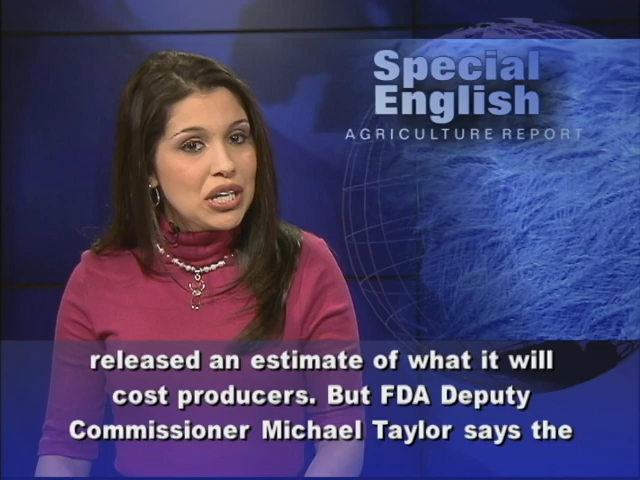 Special
English
AGRICULTURE REPORT
released an estimate of what it will
cost producers. But FDA Deputy
Commissioner Michael Taylor says the